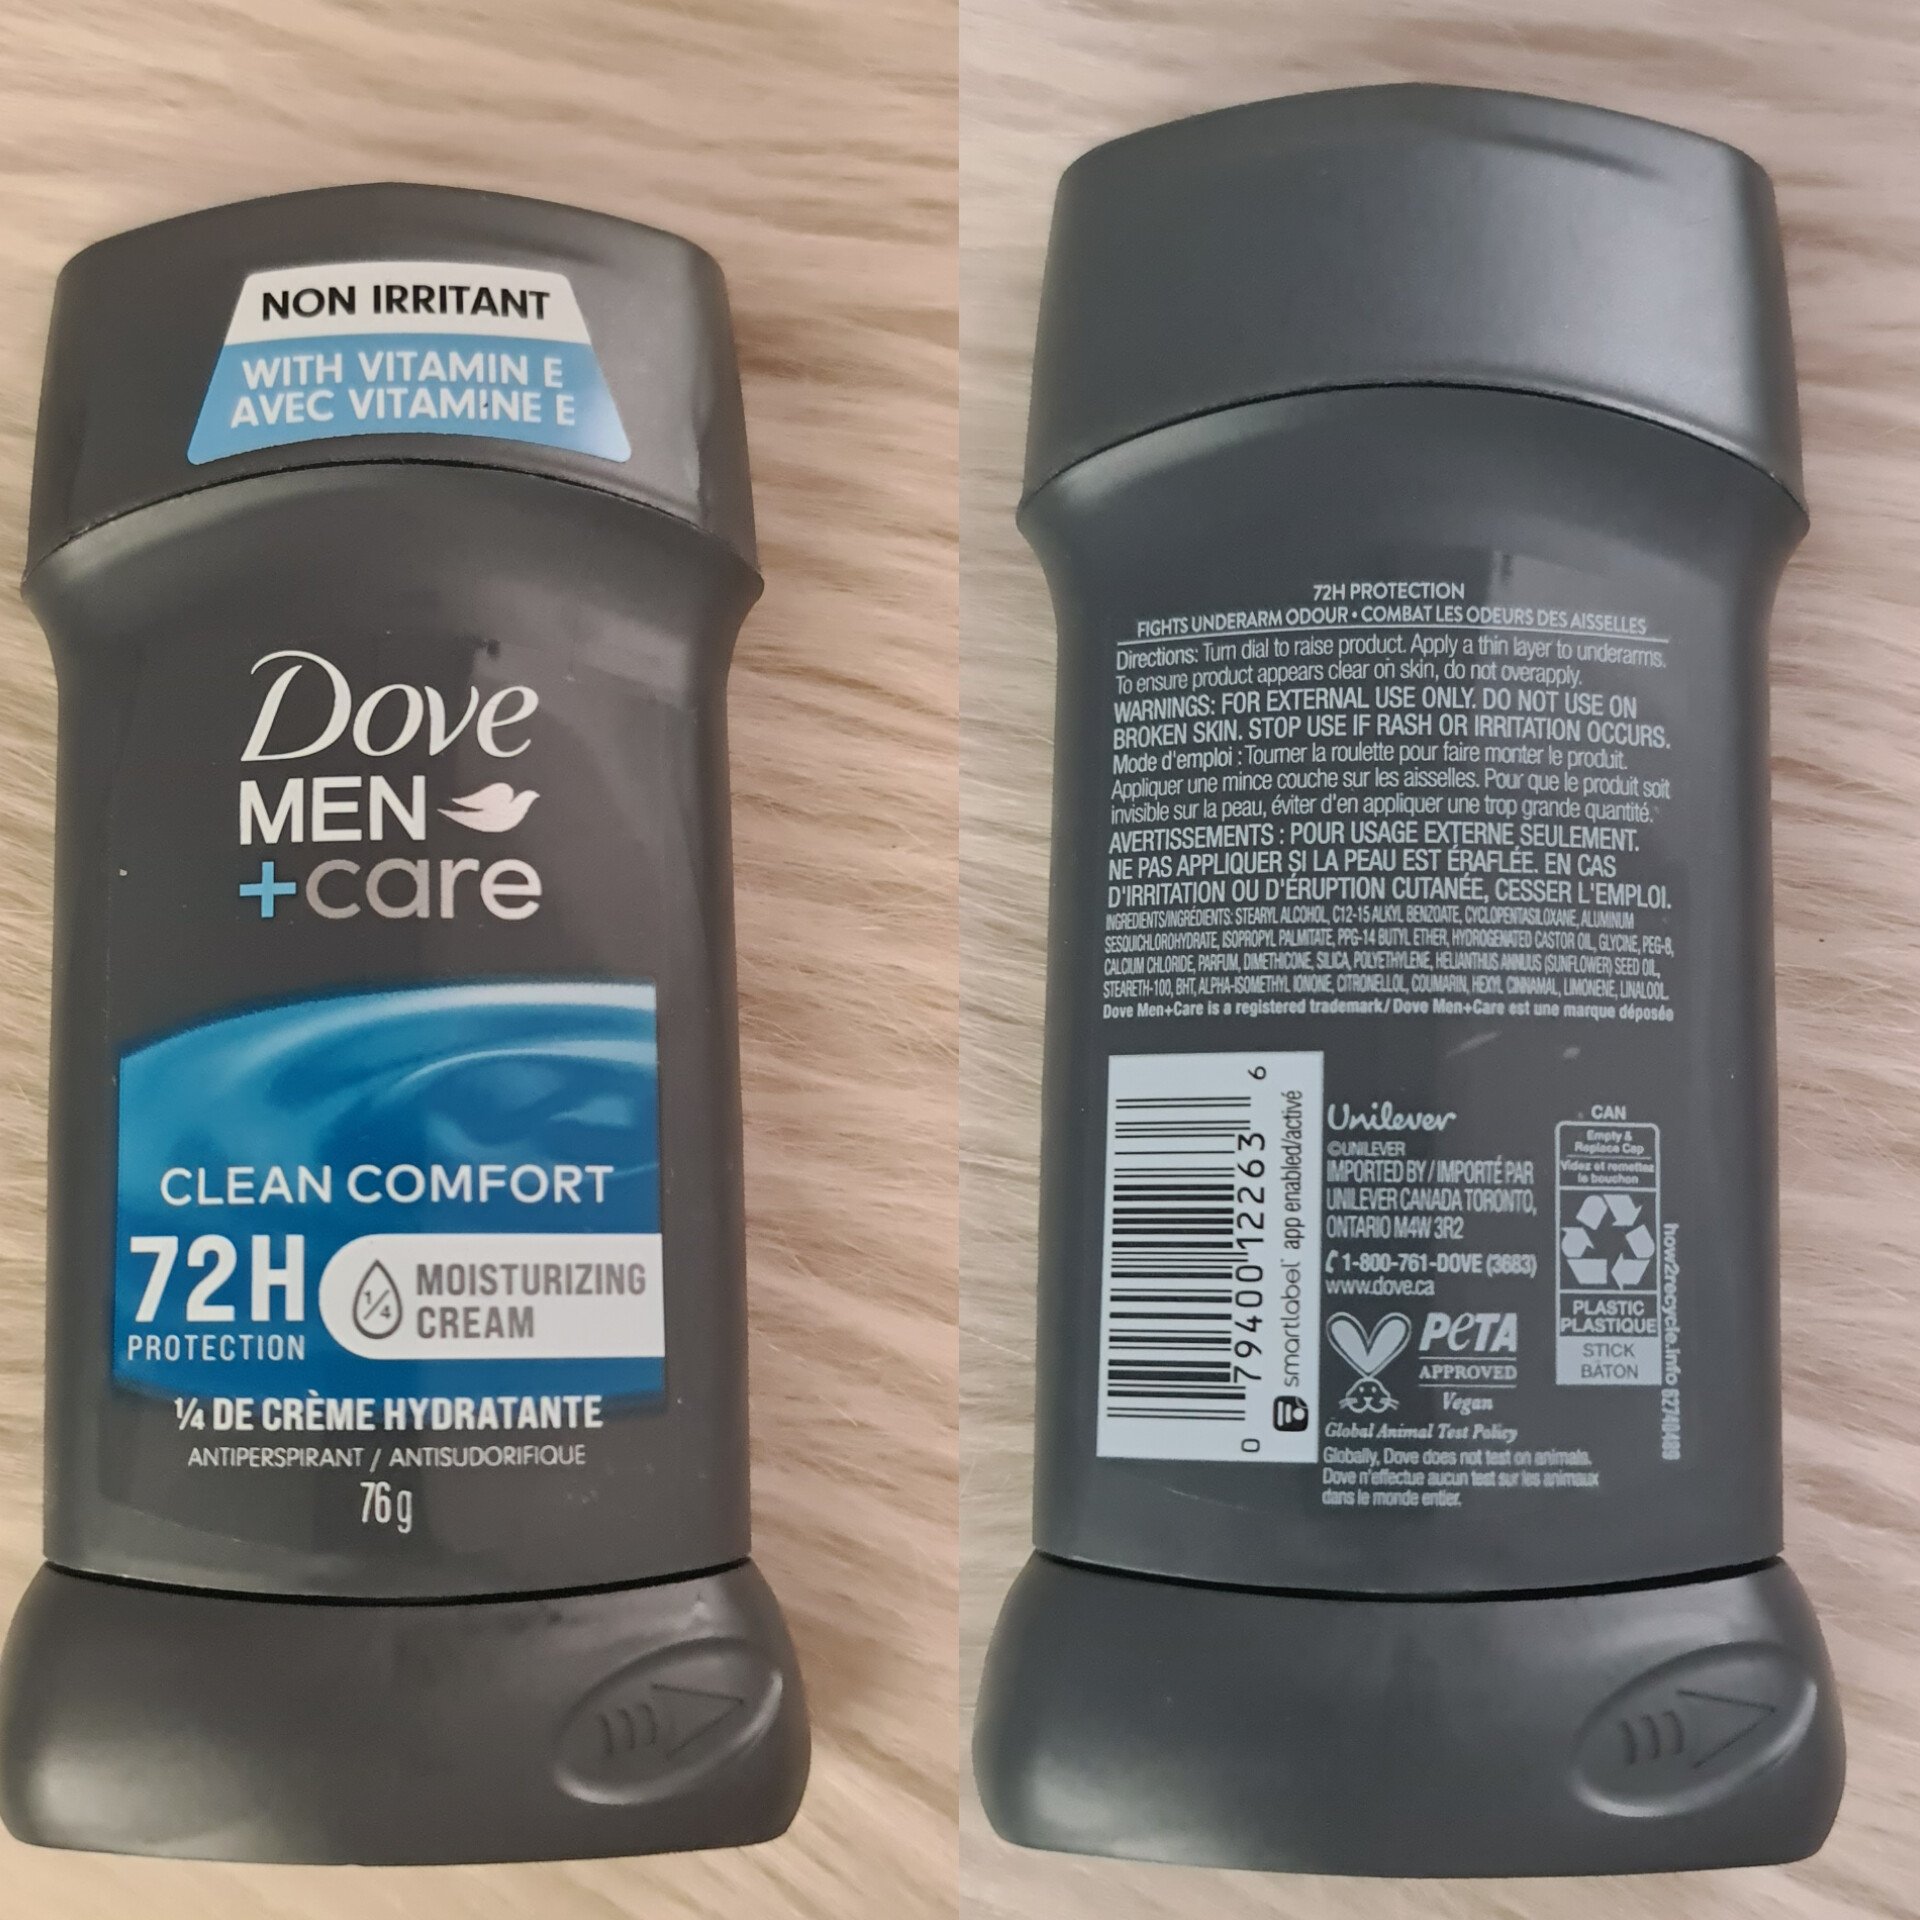 NON IRRITANT
WITH VITAMIN E
AVEC VITAMINE E
Dove
MEN
+care
CLEAN COMFORT
72H
PROTECTION
1/4
MOISTURIZING
CREAM
1/4 DE CRÈME HYDRATANTE
ANTIPERSPIRANT / ANTISUDORIFIQUE
76 g
72H PROTECTION
FIGHTS UNDERARM ODOUR • COMBAT LES ODEURS DES AISSELLES
Directions: Turn dial to raise product. Apply a thin layer to underarms.
To ensure product appears clear on skin, do not overapply.
WARNINGS: FOR EXTERNAL USE ONLY. DO NOT USE ON
BROKEN SKIN. STOP USE IF RASH OR IRRITATION OCCURS.
Mode d'emploi : Tourner la roulette pour faire monter le produit.
Appliquer une mince couche sur les aisselles. Pour que le produit soit
invisible sur la peau, éviter d'en appliquer une trop grande quantité.
AVERTISSEMENTS : POUR USAGE EXTERNE SEULEMENT.
NE PAS APPLIQUER SI LA PEAU EST ÉRAFLÉE. EN CAS
D'IRRITATION OU D'ÉRUPTION CUTANÉE, CESSER L'EMPLOI.
INGREDIENTS/INGRÉDIENTS: STEARYL ALCOHOL, C12-15 ALKYL BENZOATE, CYCLOPENTASILOXANE, ALUMINUM
SESQUICHLOROHYDRATE, ISOPROPYL PALMITATE, PPG-14 BUTYL ETHER, HYDROGENATED CASTOR OIL, GLYCINE, PEG-8,
CALCIUM CHLORIDE, PARFUM, DIMETHICONE, SILICA, POLYETHYLENE, HELIANTHUS ANNUUS (SUNFLOWER) SEED OIL,
STEARETH-100, BHT, ALPHA-ISOMETHYL IONONE, CITRONELLOL, COUMARIN, HEXYL CINNAMAL, LIMONENE, LINALOOL.
Dove Men+Care is a registered trademark/ Dove Men+Care est une marque déposée
0 79400 12263 6
smartlabel app enabled/activé
Unilever
©UNILEVER
IMPORTED BY / IMPORTÉ PAR
UNILEVER CANADA TORONTO,
ONTARIO M4W 3R2
1-800-761-DOVE (3683)
www.dove.ca
PETA
APPROVED
Vegan
Global Animal Test Policy
Globally, Dove does not test on animals.
Dove n'effectue aucun test sur les animaux
dans le monde entier.
CAN
Empty &
Replace Cap
Videz et remettez
le bouchon
PLASTIC
PLASTIQUE
STICK
BÂTON
how2recycle.info